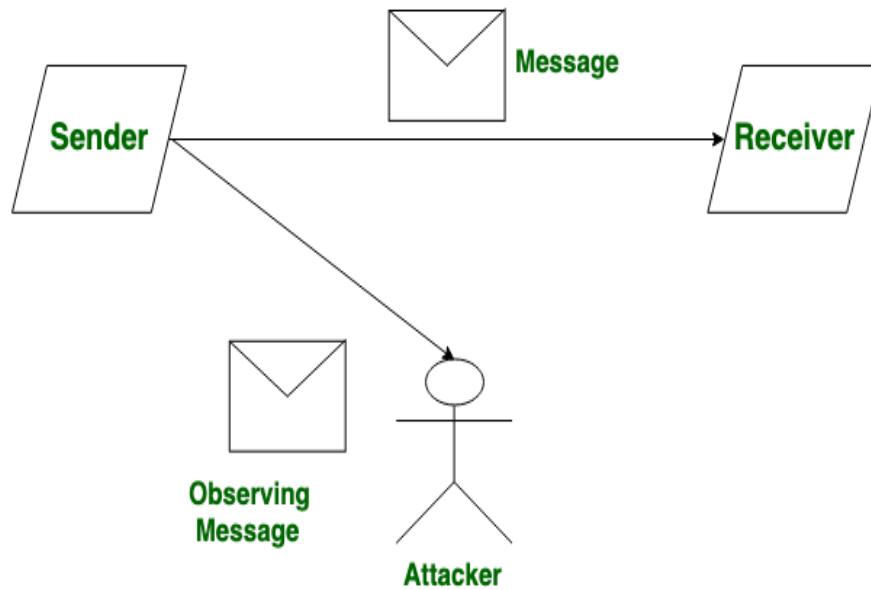 Message
Sender
Receiver
Observing
Message
Attacker